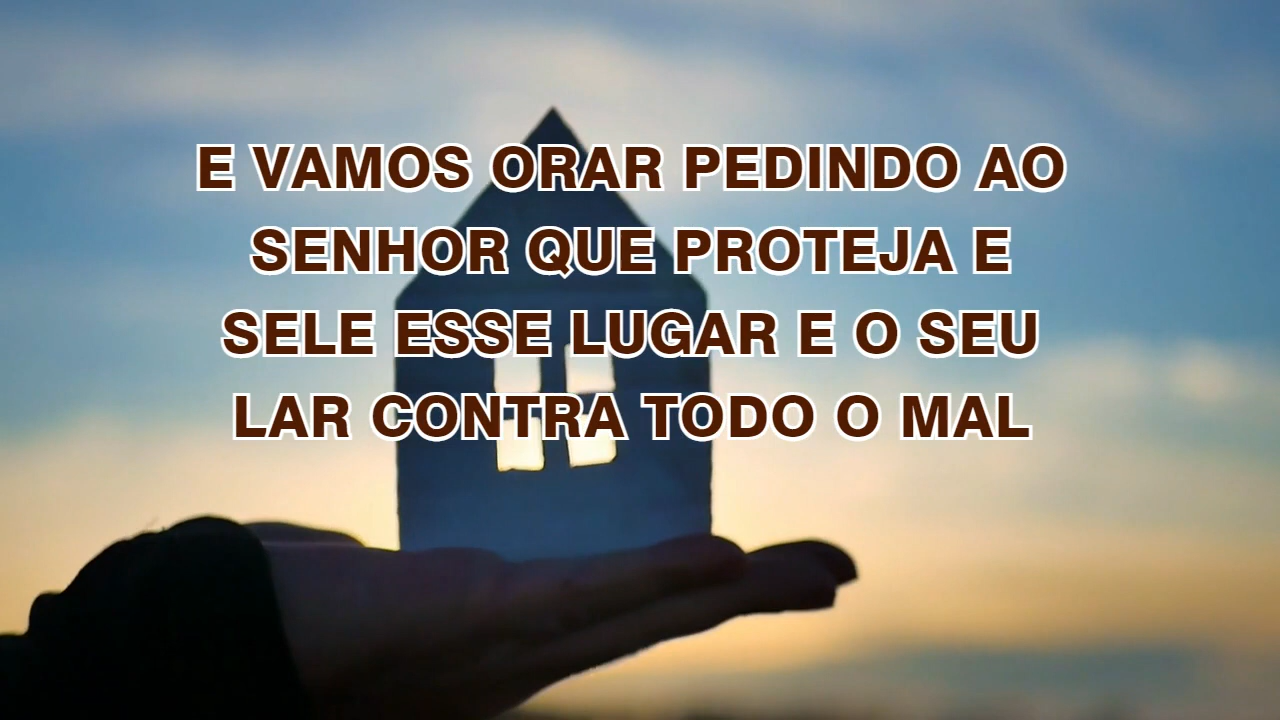 E VAMOS ORAR PEDINDO AO
SENHOR QUE PROTEJA E
SELE ESSE LUGAR E O SEU
LAR CONTRA TODO O MAL